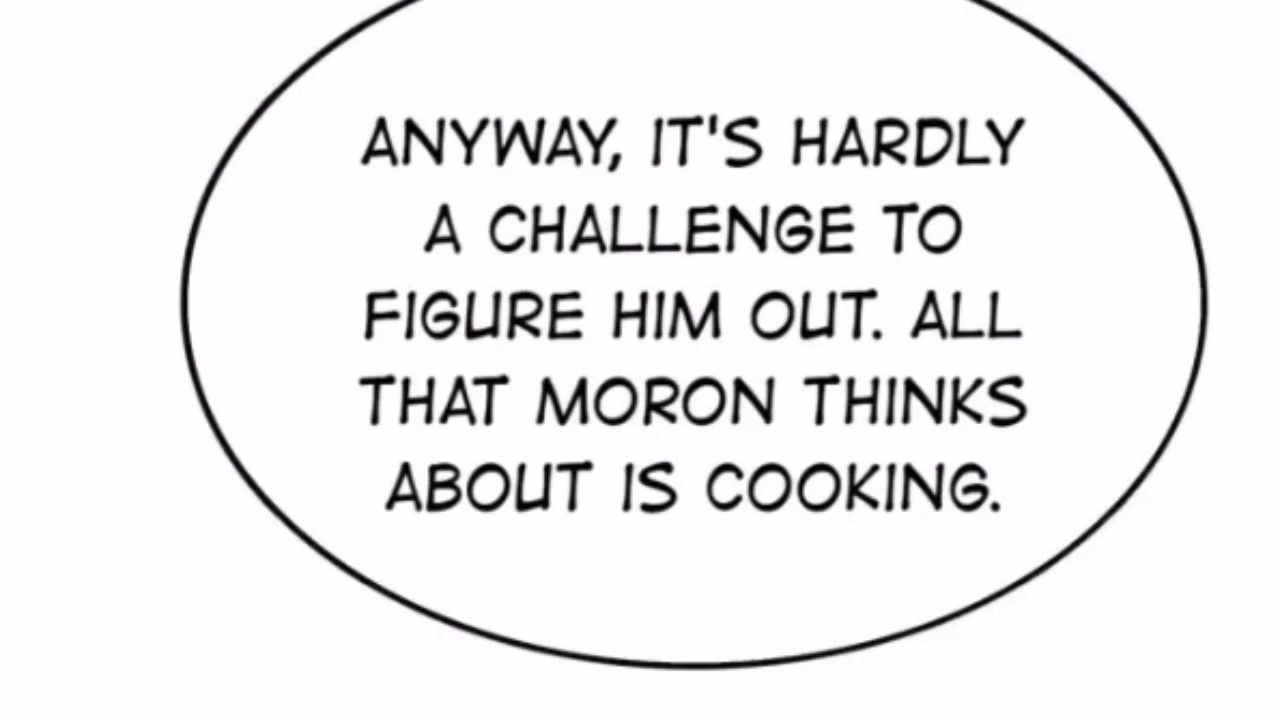 ANYWAY, IT'S HARDLY
A CHALLENGE TO
FIGURE HIM OUT. ALL
THAT MORON THINKS
ABOUT IS COOKING.